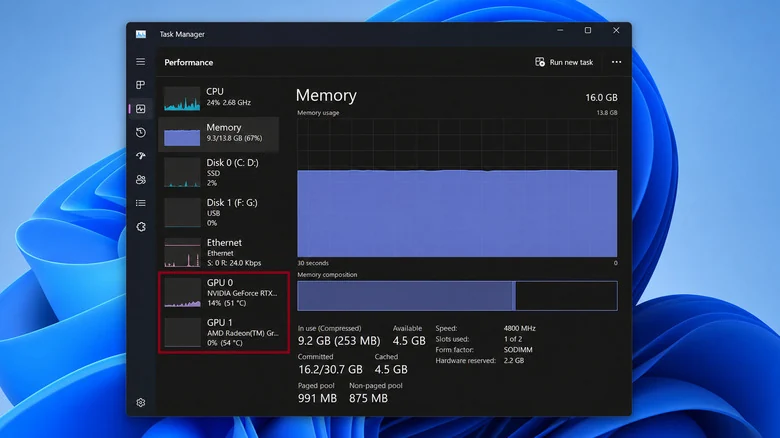 Task Manager
Performance
Run new task
CPU
24% 2.68 GHz
Memory
9.3/13.8 GB (67%)
Disk 0 (C: D:)
SSD
2%
Disk 1 (F: G:)
USB
0%
Ethernet
Ethernet
S: 0 R: 24.0 Kbps
GPU 0
NVIDIA GeForce RTX...
14% (51 °C)
GPU 1
AMD Radeon(TM) Gr...
0% (54 °C)
Memory 16.0 GB
Memory usage 13.8 GB
30 seconds 0
Memory composition
In use (Compressed) Available
9.2 GB (253 MB) 4.5 GB
Committed Cached
16.2/30.7 GB 4.5 GB
Paged pool Non-paged pool
991 MB 875 MB
Speed: 4800 MHz
Slots used: 1 of 2
Form factor: SODIMM
Hardware reserved: 2.2 GB